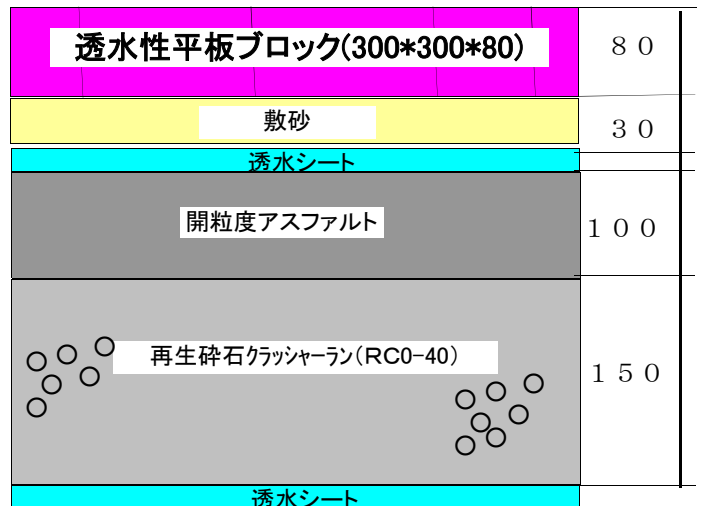 透水性平板ブロック(300*300*80)
８０
敷砂
３０
透水シート
開粒度アスファルト
１００
再生砕石クラッシャーラン(RC0-40)
１５０
透水シート